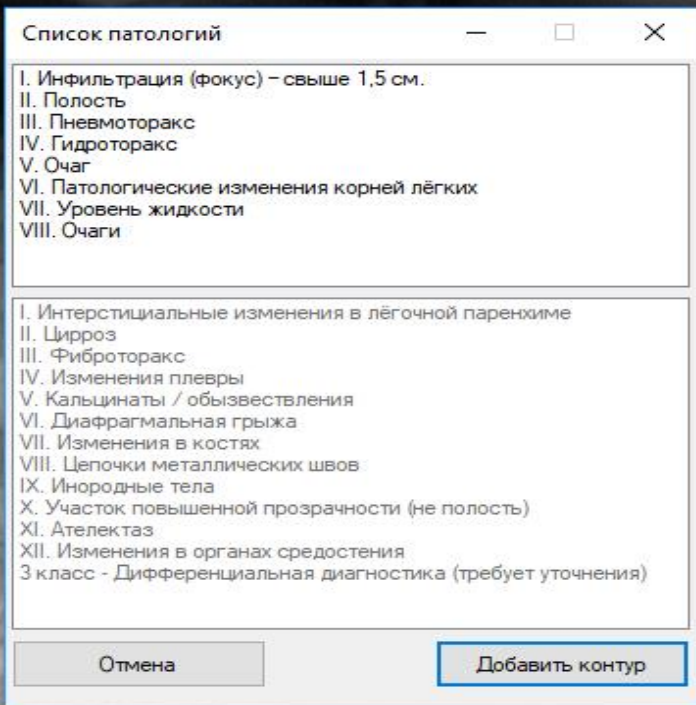 Список патологий
I. Инфильтрация (фокус) – свыше 1,5 см.
II. Полость
III. Пневмоторакс
IV. Гидроторакс
V. Очаг
VI. Патологические изменения корней лёгких
VII. Уровень жидкости
VIII. Очаги
I. Интерстициальные изменения в лёгочной паренхиме
II. Цирроз
III. Фиброторакс
IV. Изменения плевры
V. Кальцинаты / обызвествления
VI. Диафрагмальная грыжа
VII. Изменения в костях
VIII. Цепочки металлических швов
IX. Инородные тела
X. Участок повышенной прозрачности (не полость)
XI. Ателектаз
XII. Изменения в органах средостения
3 класс - Дифференциальная диагностика (требует уточнения)
Отмена
Добавить контур